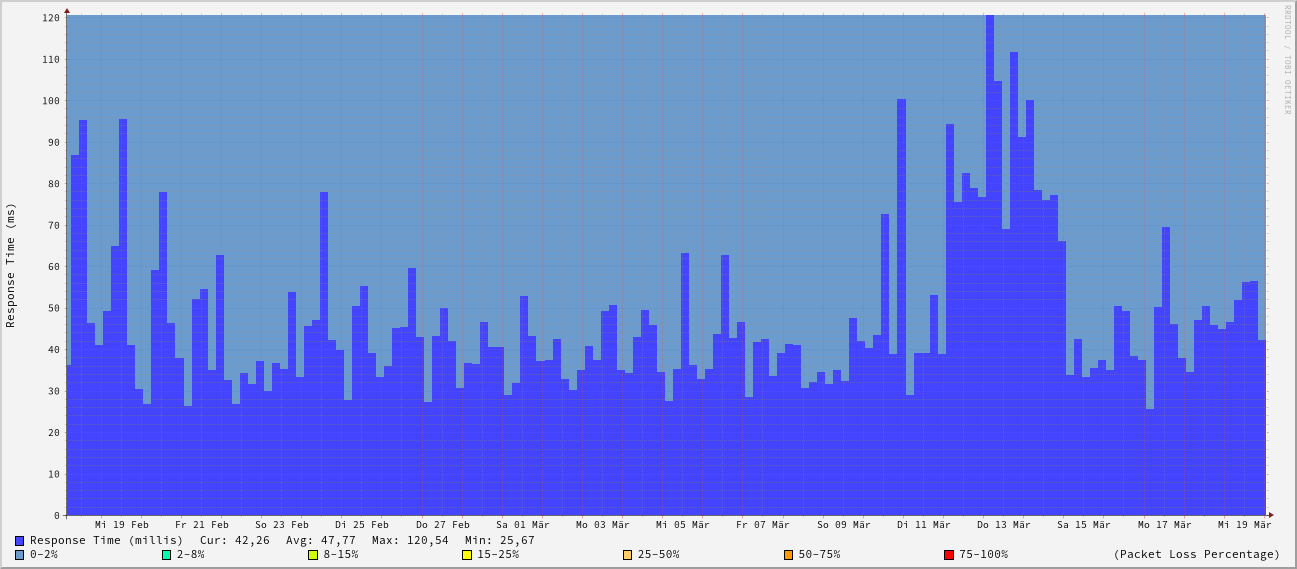 RRDTOOL / TOBI OETIKER
Response Time (ms)
120
110
100
90
80
70
60
50
40
30
20
10
0
Mi 19 Feb Fr 21 Feb So 23 Feb Di 25 Feb Do 27 Feb Sa 01 Mär Mo 03 Mär Mi 05 Mär Fr 07 Mär So 09 Mär Di 11 Mär Do 13 Mär Sa 15 Mär Mo 17 Mär Mi 19 Mär
Response Time (millis) Cur: 42,26 Avg: 47,77 Max: 120,54 Min: 25,67
0-2% 2-8% 8-15% 15-25% 25-50% 50-75% 75-100% (Packet Loss Percentage)